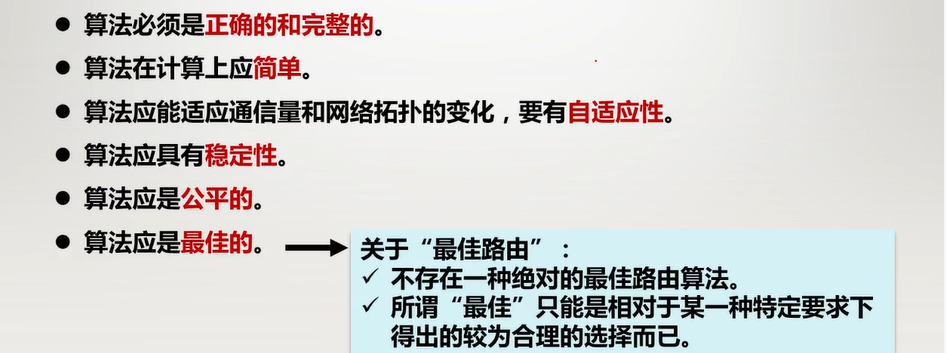 ● 算法必须是正确的和完整的。
● 算法在计算上应简单。
● 算法应能适应通信量和网络拓扑的变化，要有自适应性。
● 算法应具有稳定性。
● 算法应是公平的。
● 算法应是最佳的。
关于“最佳路由”：
✓ 不存在一种绝对的最佳路由算法。
✓ 所谓“最佳”只能是相对于某一种特定要求下
得出的较为合理的选择而已。